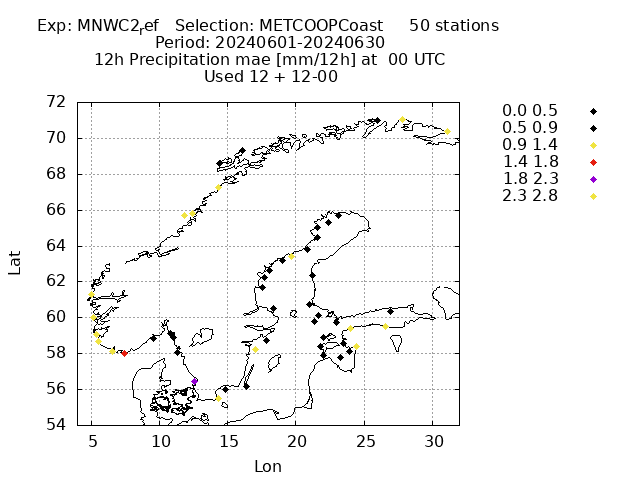 Exp: MNWC2ref Selection: METCOOPCoast 50 stations
Period: 20240601-20240630
12h Precipitation mae [mm/12h] at 00 UTC
Used 12 + 12-00
72
70
68
66
64
62
60
58
56
54
Lat
5 10 15 20 25 30
Lon
0.0 0.5
0.5 0.9
0.9 1.4
1.4 1.8
1.8 2.3
2.3 2.8